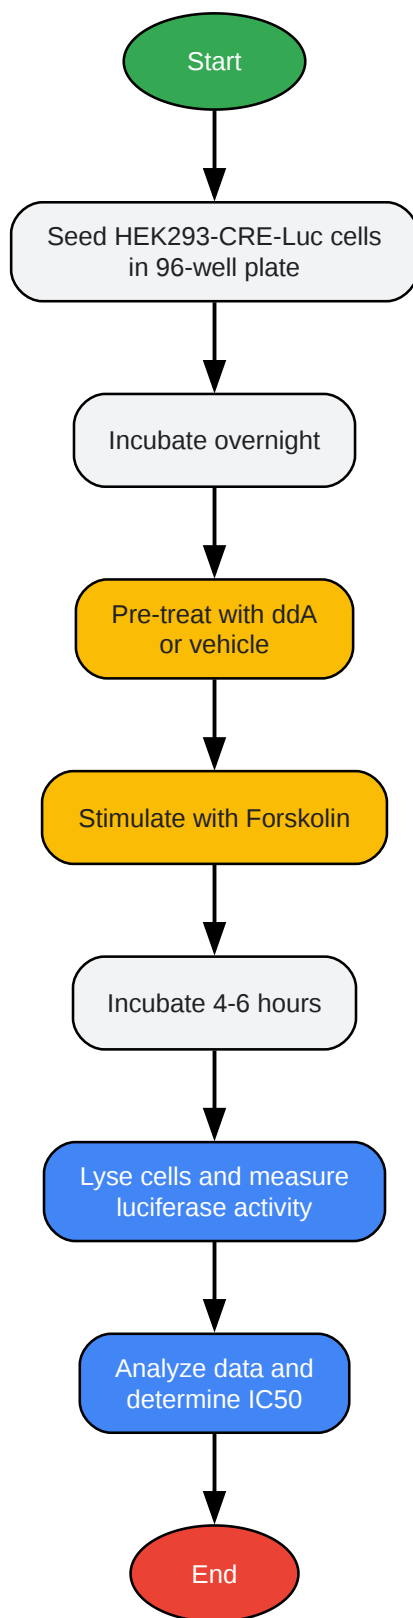 Start
Seed HEK293-CRE-Luc cells
in 96-well plate
Incubate overnight
Pre-treat with ddA
or vehicle
Stimulate with Forskolin
Incubate 4-6 hours
Lyse cells and measure
luciferase activity
Analyze data and
determine IC50
End